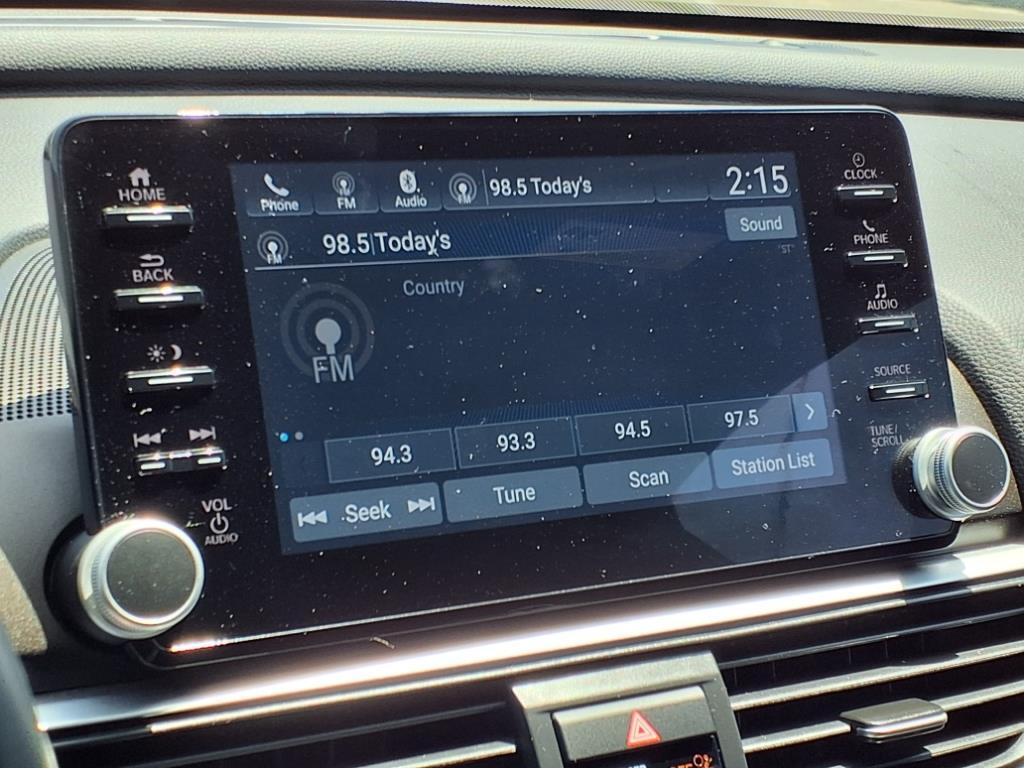 HOME
BACK
VOL
AUDIO
Phone
FM
Audio
FM
98.5 Today's
2:15
FM
98.5 Today's
Sound
ST
Country
FM
94.3
93.3
94.5
97.5
Seek
Tune
Scan
Station List
CLOCK
PHONE
AUDIO
SOURCE
TUNE/
SCROLL